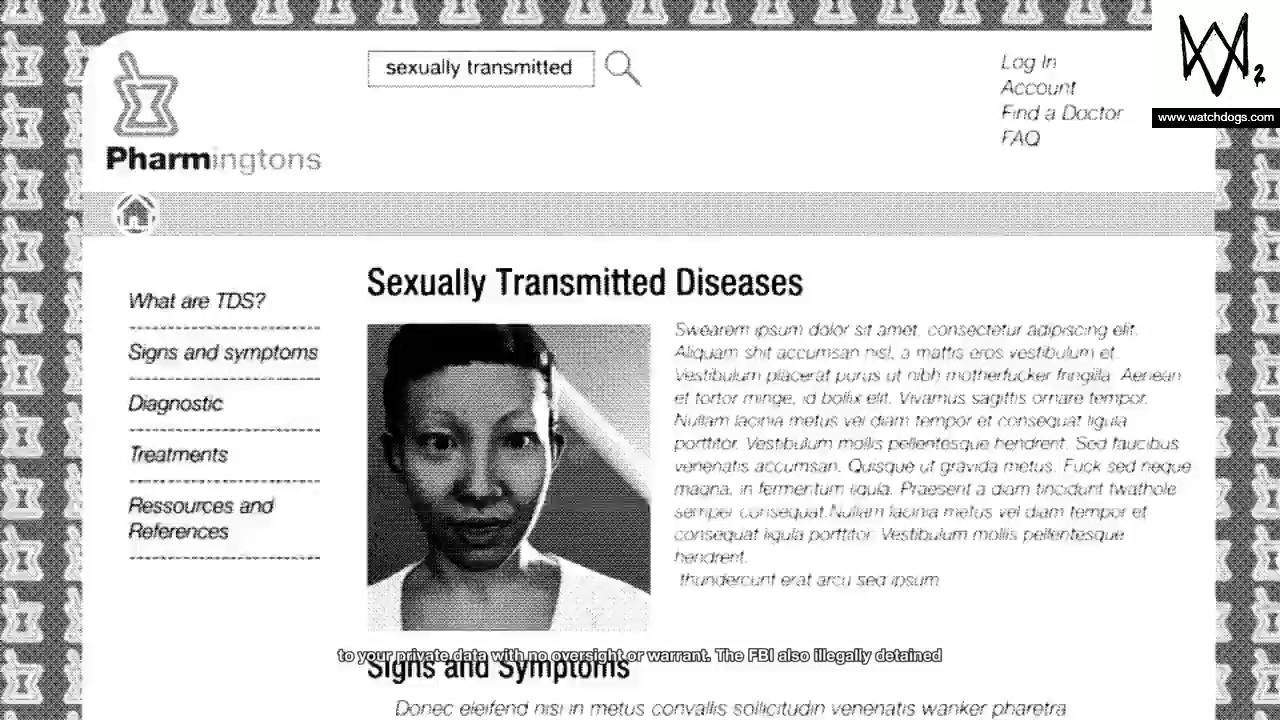 sexually transmitted
Log In
Account
Find a Doctor
FAQ
2
www.watchdogs.com
Pharmingtons
Sexually Transmitted Diseases
What are TDS?
Signs and symptoms
Diagnostic
Treatments
Ressources and
References
Swearem ipsum dolor sit amet, consectetur adipiscing elit.
Aliquam shit accumsan nisl, a mattis eros vestibulum et.
Vestibulum placerat purus ut nibh motherfucker fringilla. Aenean
et tortor minge, id bollix elit. Vivamus sagittis ornare tempor.
Nullam lacinia metus vel diam tempor et consequat ligula
porttitor. Vestibulum mollis pellentesque hendrerit. Sed faucibus
venenatis accumsan. Quisque ut gravida metus. Fuck sed neque
magna, in fermentum ligula. Praesent a diam tincidunt twathole
semper consequat.Nullam lacinia metus vel diam tempor et
consequat ligula porttitor. Vestibulum mollis pellentesque
hendrerit.
thundercunt erat arcu sed ipsum
to your private data with no oversight or warrant. The FBI also illegally detained
Signs and Symptoms
Donec eleifend nisi in metus convallis sollicitudin venenatis wanker pharetra